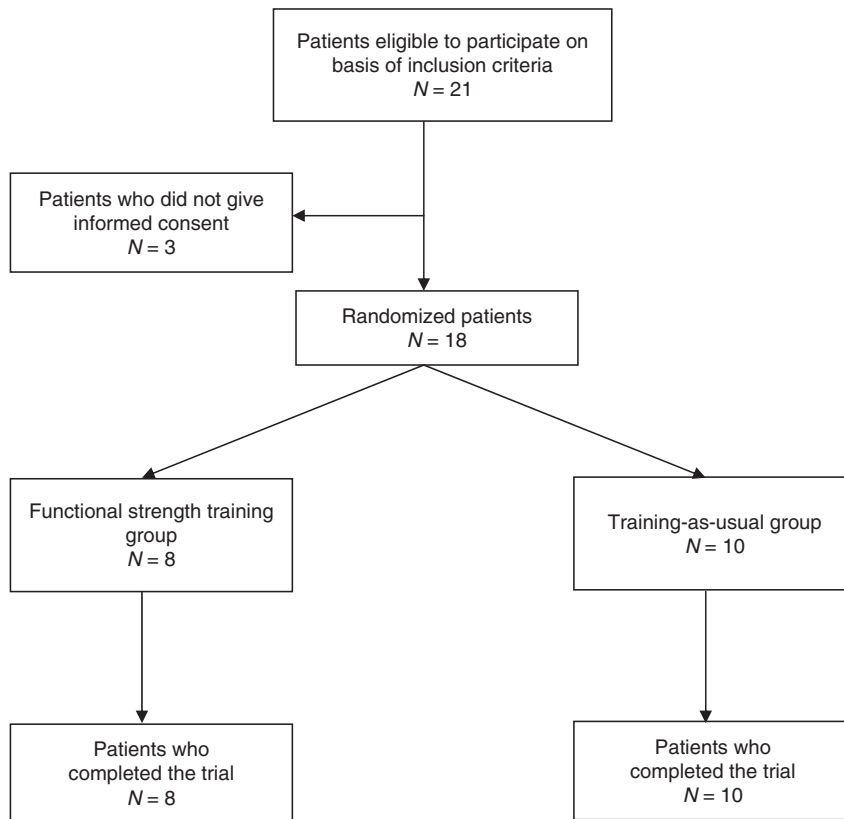 Patients eligible to participate on
basis of inclusion criteria
N = 21
Patients who did not give
informed consent
N = 3
Randomized patients
N = 18
Functional strength training
group
N = 8
Training-as-usual group
N = 10
Patients who
completed the trial
N = 8
Patients who
completed the trial
N = 10